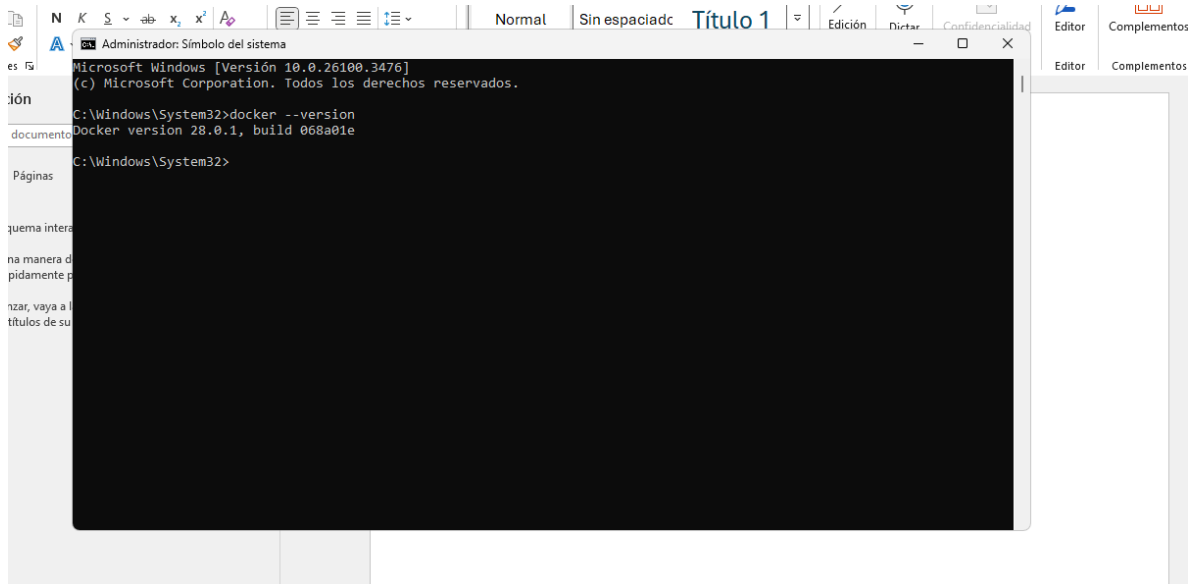 N K S ab x₂ x²
Normal
Sin espaciadc
Título 1
Edición
Dictar
Confidencialidad
Editor
Complementos
es
Editor
Complementos
Administrador: Símbolo del sistema
Microsoft Windows [Versión 10.0.26100.3476]
(c) Microsoft Corporation. Todos los derechos reservados.
C:\Windows\System32>docker --version
Docker version 28.0.1, build 068a01e
C:\Windows\System32>
ión
documento
Páginas
quema intera
na manera d
pidamente p
nzar, vaya a l
títulos de su